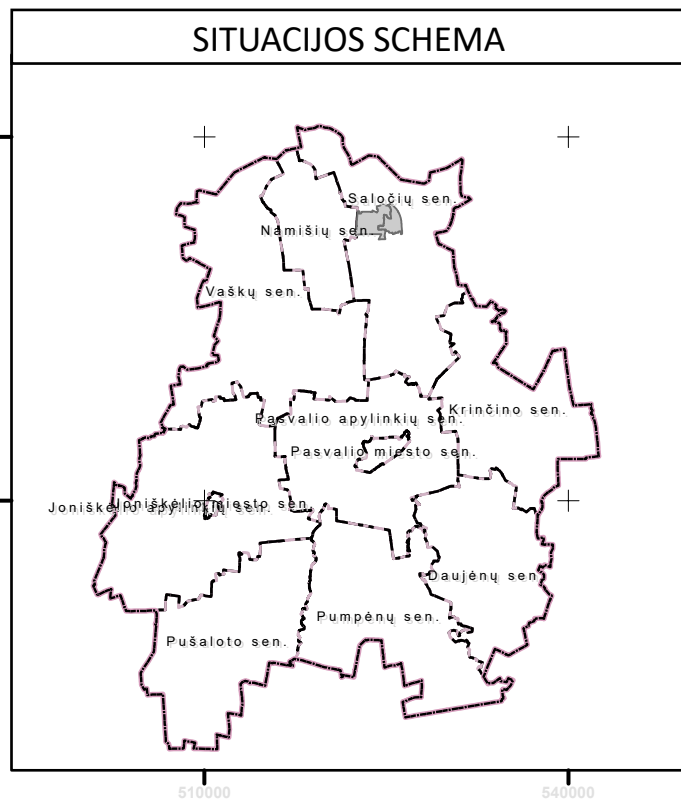 SITUACIJOS SCHEMA
Saločių sen.
Namišių sen.
Vaškų sen.
Krinčino sen.
Pasvalio apylinkių sen.
Pasvalio miesto sen.
Joniškėlio miesto sen.
Joniškėlio apylinkių sen.
Daujėnų sen.
Pumpėnų sen.
Pušaloto sen.
510000
540000